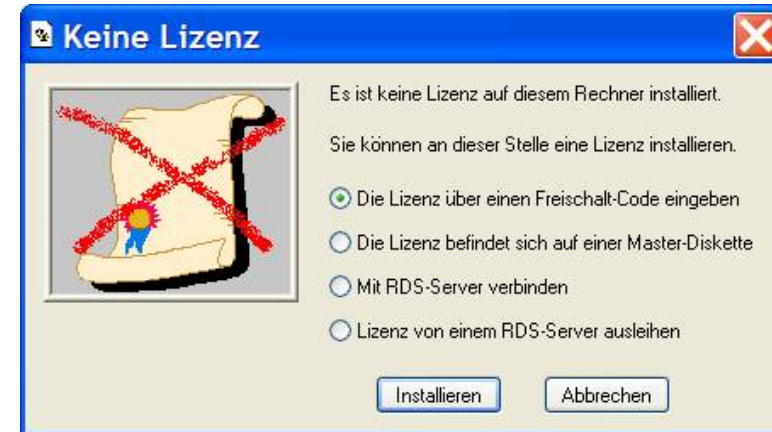 Keine Lizenz
Es ist keine Lizenz auf diesem Rechner installiert.
Sie können an dieser Stelle eine Lizenz installieren.
Die Lizenz über einen Freischalt-Code eingeben
Die Lizenz befindet sich auf einer Master-Diskette
Mit RDS-Server verbinden
Lizenz von einem RDS-Server ausleihen
Installieren
Abbrechen